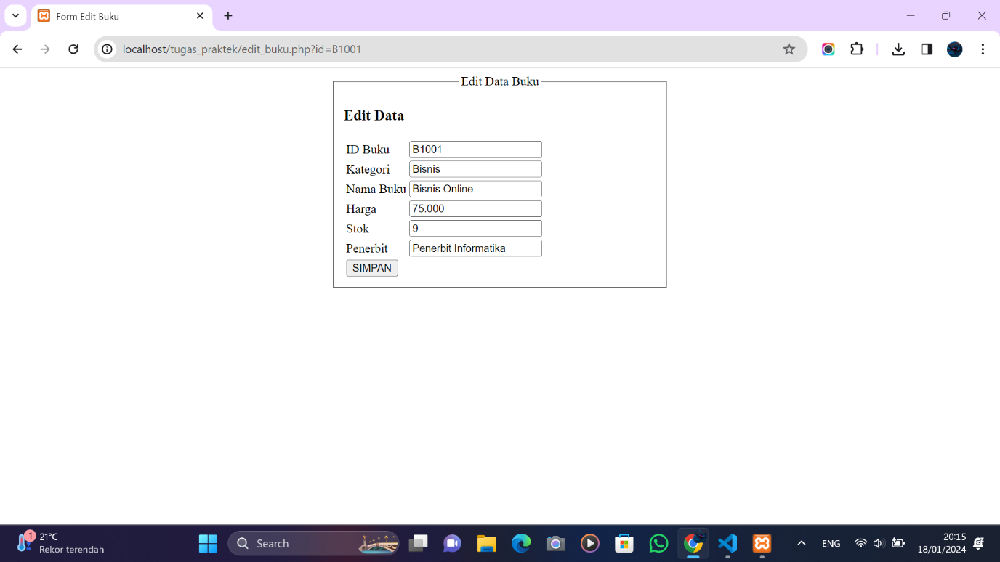 Form Edit Buku
localhost/tugas_praktek/edit_buku.php?id=B1001
Edit Data Buku
Edit Data
ID Buku B1001
Kategori Bisnis
Nama Buku Bisnis Online
Harga 75.000
Stok 9
Penerbit Penerbit Informatika
SIMPAN
1 21°C
Rekor terendah
Search
ENG
20:15
18/01/2024